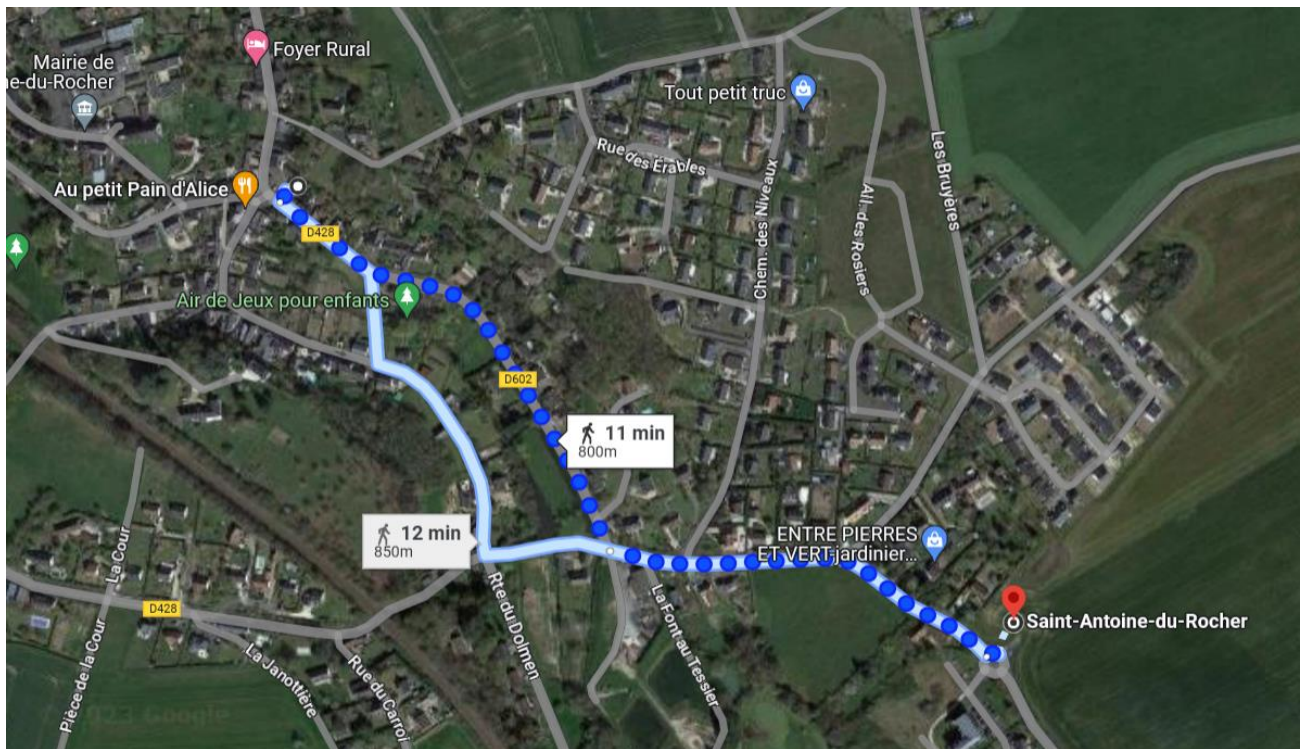 Foyer Rural
Mairie de
ne-du-Rocher
Tout petit truc
Rue des Érables
Les Bruyères
Chem. des Niveaux
Au petit Pain d'Alice
D428
All. des Rosiers
Air de Jeux pour enfants
D602
11 min
800m
12 min
850m
ENTRE PIERRES
ET VERT-jardinier...
La Cour
Rte du Dolmen
La Font au Tessier
D428
Saint-Antoine-du-Rocher
Pièce de la Cour
La Janottière
Rue du Carroi
923 Google